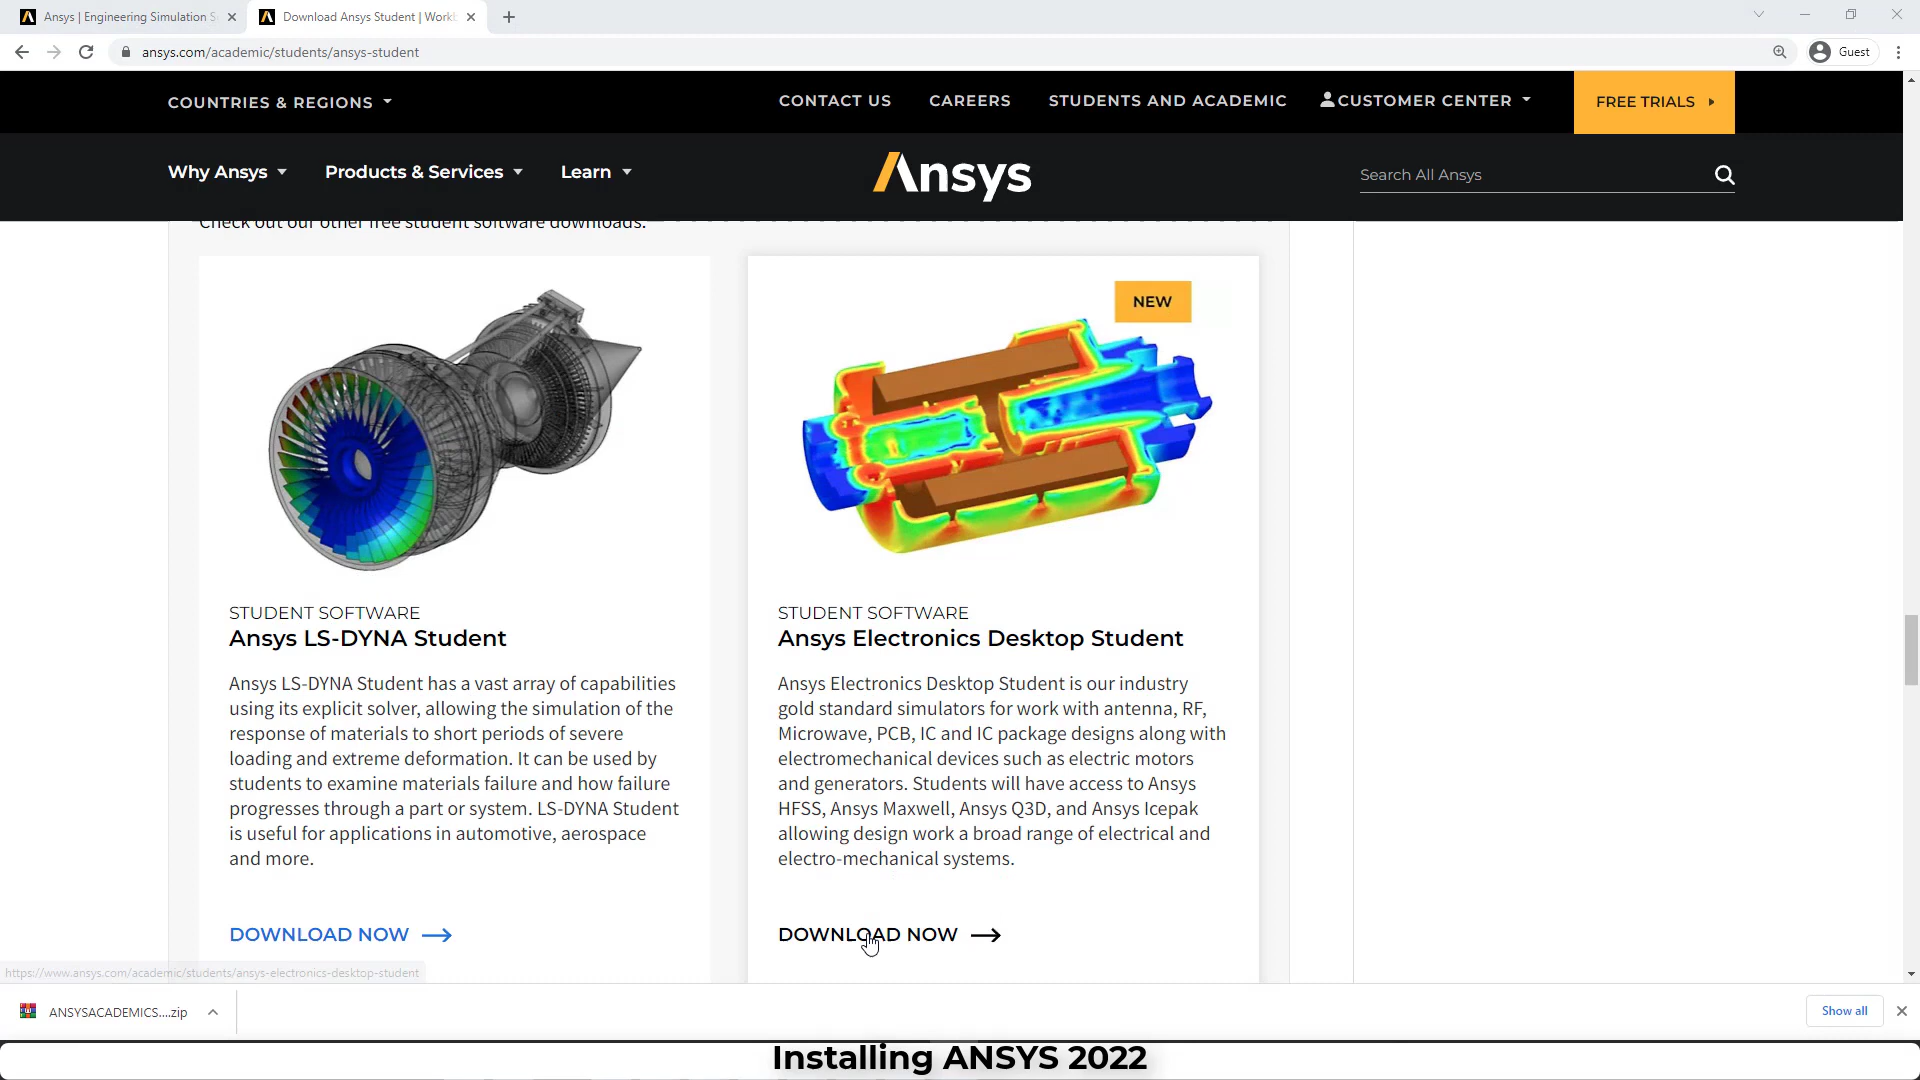 Ansys | Engineering Simulation S
Download Ansys Student | Workb
ansys.com/academic/students/ansys-student
Guest
COUNTRIES & REGIONS
CONTACT US
CAREERS
STUDENTS AND ACADEMIC
CUSTOMER CENTER
FREE TRIALS
Why Ansys
Products & Services
Learn
Ansys
Search All Ansys
Check out our other free student software downloads.
NEW
STUDENT SOFTWARE
Ansys LS-DYNA Student
Ansys LS-DYNA Student has a vast array of capabilities
using its explicit solver, allowing the simulation of the
response of materials to short periods of severe
loading and extreme deformation. It can be used by
students to examine materials failure and how failure
progresses through a part or system. LS-DYNA Student
is useful for applications in automotive, aerospace
and more.
DOWNLOAD NOW
STUDENT SOFTWARE
Ansys Electronics Desktop Student
Ansys Electronics Desktop Student is our industry
gold standard simulators for work with antenna, RF,
Microwave, PCB, IC and IC package designs along with
electromechanical devices such as electric motors
and generators. Students will have access to Ansys
HFSS, Ansys Maxwell, Ansys Q3D, and Ansys Icepak
allowing design work a broad range of electrical and
electro-mechanical systems.
DOWNLOAD NOW
https://www.ansys.com/academic/students/ansys-electronics-desktop-student
ANSYSACADEMICS....zip
Show all
Installing ANSYS 2022